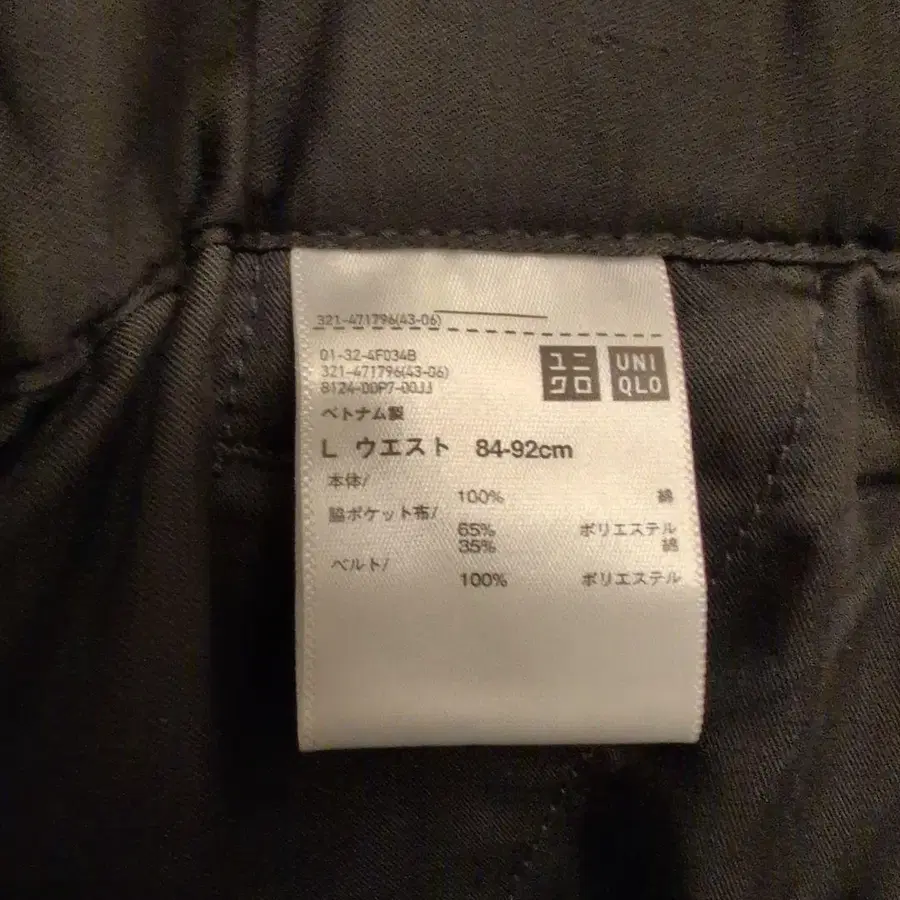 321-471796(43-06)
01-32-4F034B
321-471796(43-06)
8124-00P7-00JJ
ユニ
クロ
UNI
QLO
ベトナム製
L ウエスト 84-92cm
本体/
100% 綿
脇ポケット布/
65% ポリエステル
35% 綿
ベルト/
100% ポリエステル